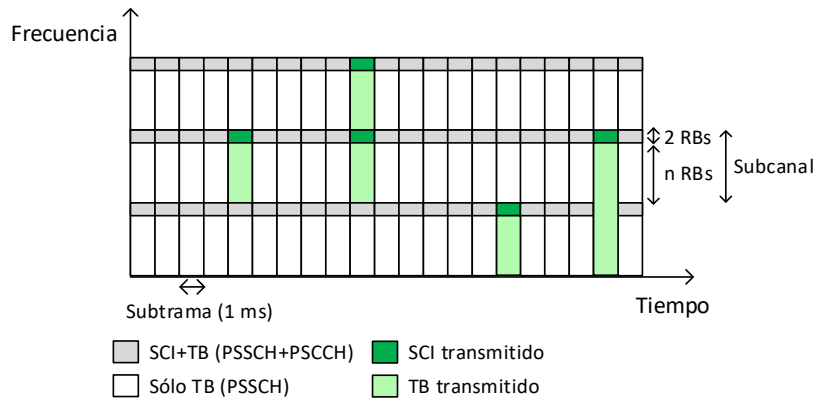 Frecuencia
2 RBs
n RBs
Subcanal
Subtrama (1 ms)
Tiempo
SCI+TB (PSSCH+PSCCH)
SCI transmitido
Sólo TB (PSSCH)
TB transmitido